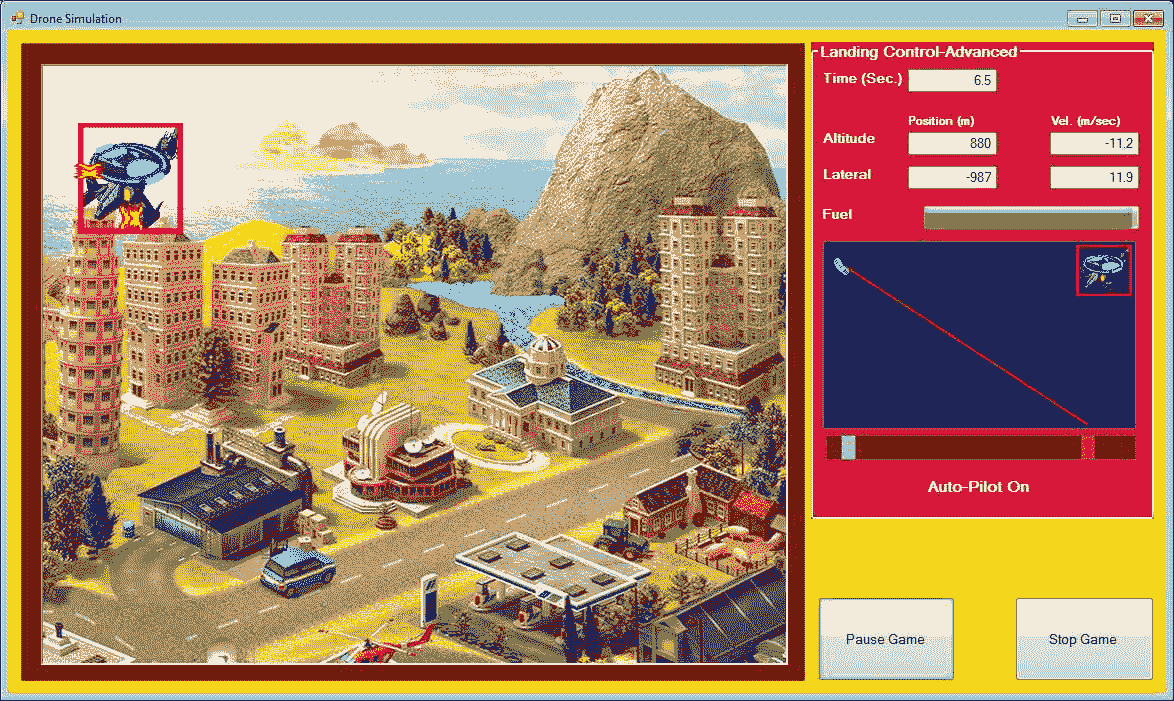 Drone Simulation
Landing Control-Advanced
Time (Sec.) 6.5
Position (m) Vel. (m/sec)
Altitude 880 -11.2
Lateral -987 11.9
Fuel
Auto-Pilot On
Pause Game Stop Game